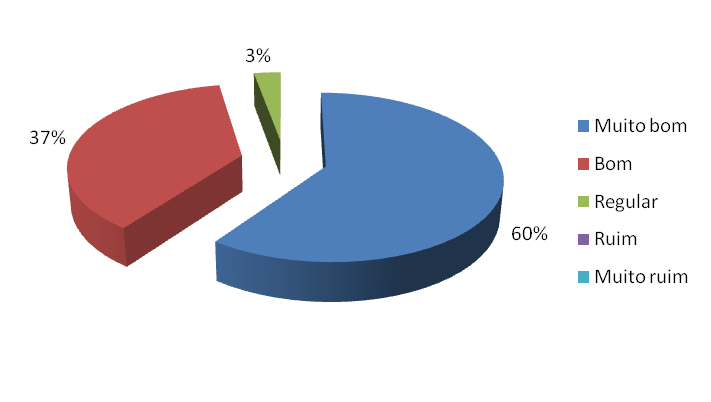 3%
37%
60%
Muito bom
Bom
Regular
Ruim
Muito ruim